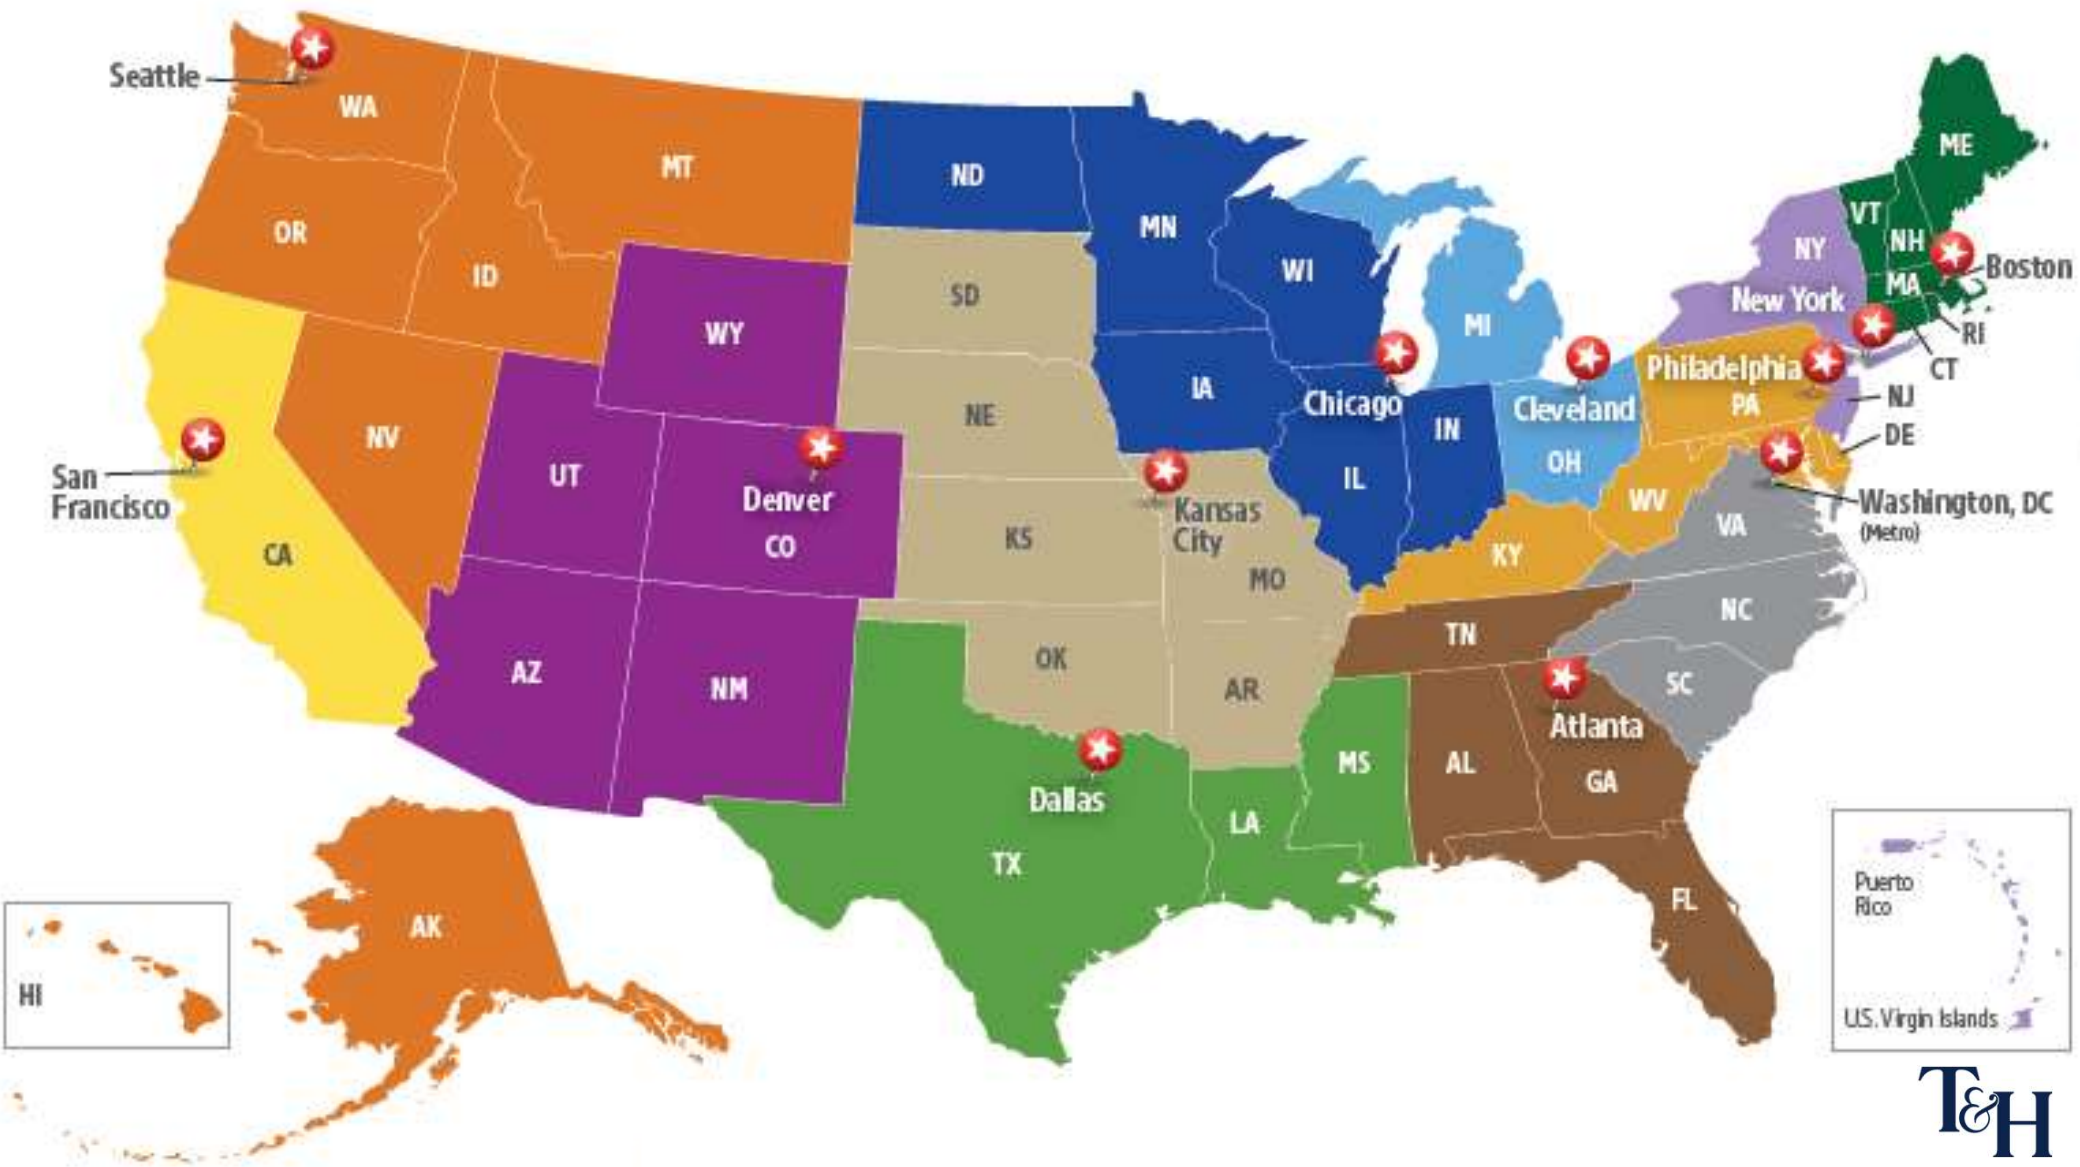 Seattle
WA
MT
ND
MN
ME
OR
ID
VT
NH
NY
WI
Boston
SD
MA
New York
MI
RI
WY
Philadelphia
CT
Chicago
Cleveland
IA
NE
PA
NJ
IN
DE
NV
San
Francisco
UT
Denver
OH
IL
WV
Washington, DC
(Metro)
Kansas
City
KS
CO
CA
VA
KY
MO
NC
TN
OK
AZ
NM
AR
SC
Atlanta
MS
AL
GA
Dallas
LA
TX
FL
Puerto
Rico
AK
HI
U.S. Virgin Islands
T&H